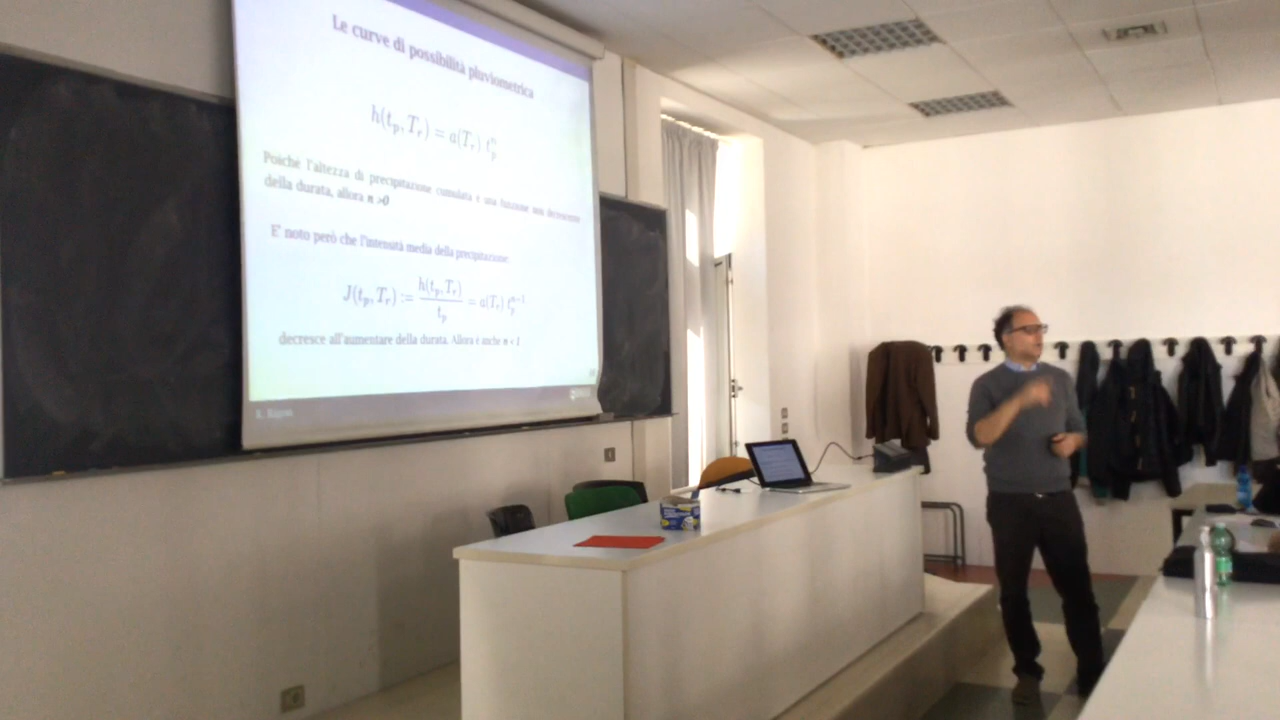 Le curve di possibilità pluviometrica
h(t_p, T_r) = a(T_r) t_p^n
Poichè l'altezza di precipitazione cumulata è una funzione non decrescente
della durata, allora n >0
E' noto però che l'intensità media della precipitazione:
J(t_p, T_r) := h(t_p, T_r) / t_p = a(T_r) t_p^{n-1}
decresce all'aumentare della durata. Allora è anche n < 1